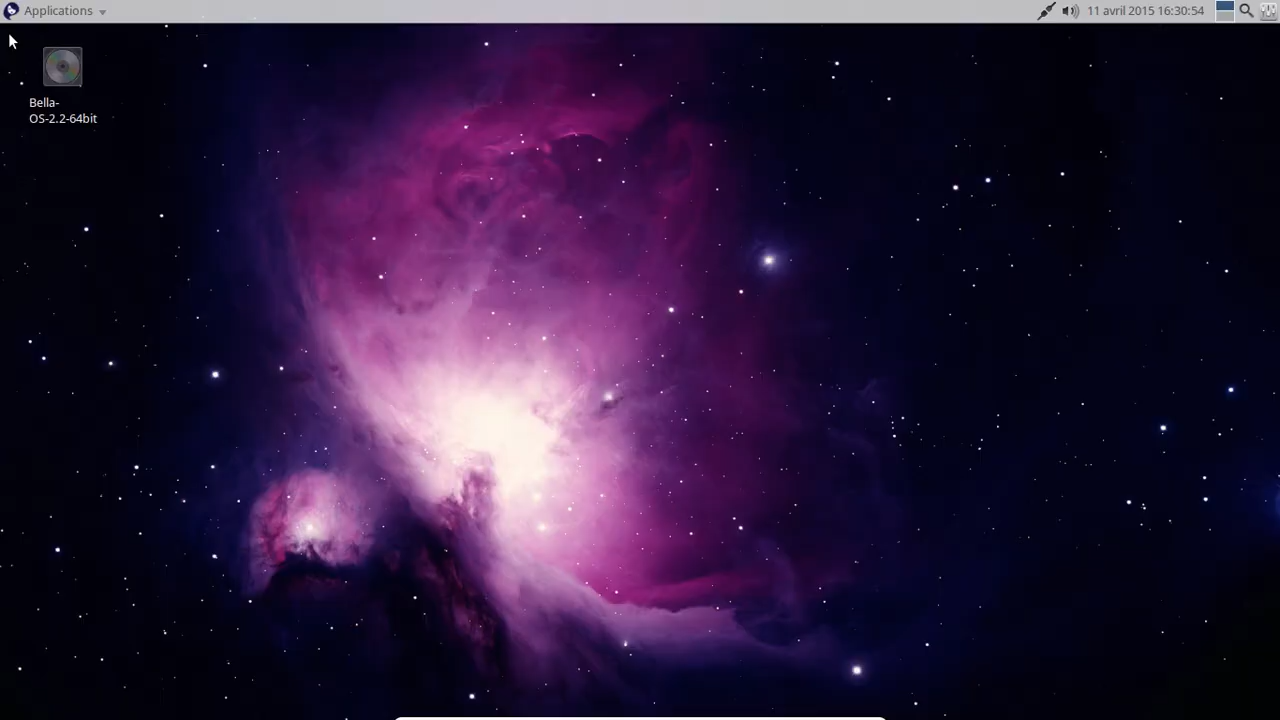 Applications
11 avril 2015 16:30:54
Bella-
OS-2.2-64bit